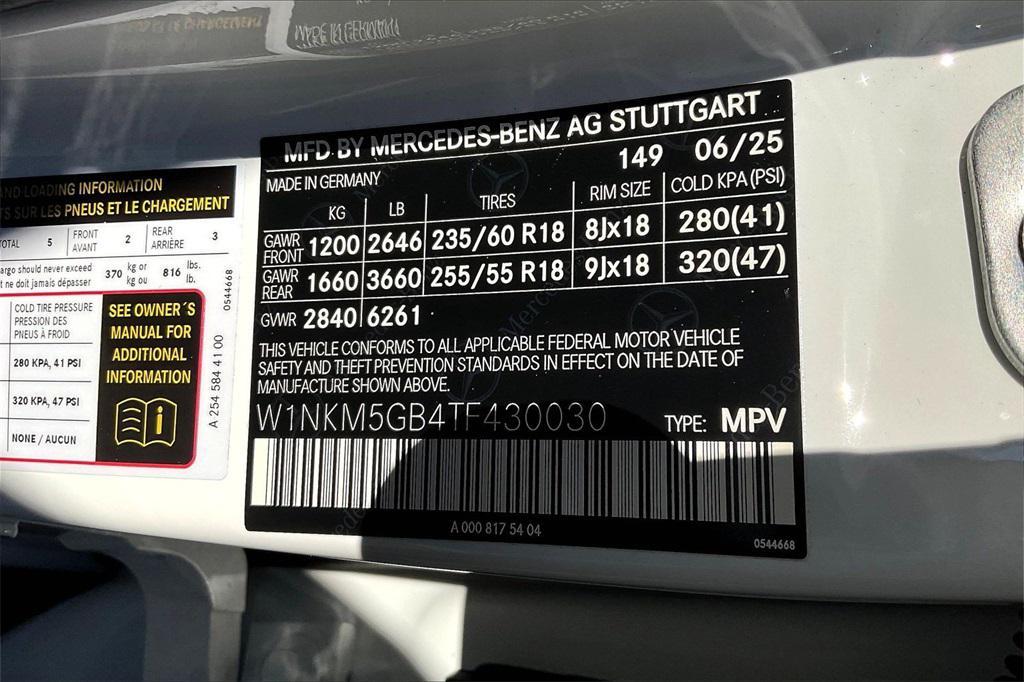 MADE IN GERMANY
AND LOADING INFORMATION
TS SUR LES PNEUS ET LE CHARGEMENT
TOTAL 5 FRONT AVANT 2 REAR ARRIÈRE 3
cargo should never exceed
t ne doit jamais dépasser 370 kg or kg ou 816 lbs. lb.
COLD TIRE PRESSURE
PRESSION DES
PNEUS À FROID
280 KPA, 41 PSI
320 KPA, 47 PSI
NONE / AUCUN
SEE OWNER´S
MANUAL FOR
ADDITIONAL
INFORMATION
0544668
A 254 584 41 00
MFD BY MERCEDES-BENZ AG STUTTGART
149 06/25
MADE IN GERMANY
KG LB TIRES RIM SIZE COLD KPA (PSI)
GAWR FRONT 1200 2646 235/60 R18 8Jx18 280(41)
GAWR REAR 1660 3660 255/55 R18 9Jx18 320(47)
GVWR 2840 6261
THIS VEHICLE CONFORMS TO ALL APPLICABLE FEDERAL MOTOR VEHICLE
SAFETY AND THEFT PREVENTION STANDARDS IN EFFECT ON THE DATE OF
MANUFACTURE SHOWN ABOVE.
W1NKM5GB4TF430030 TYPE: MPV
A 000 817 54 04
0544668